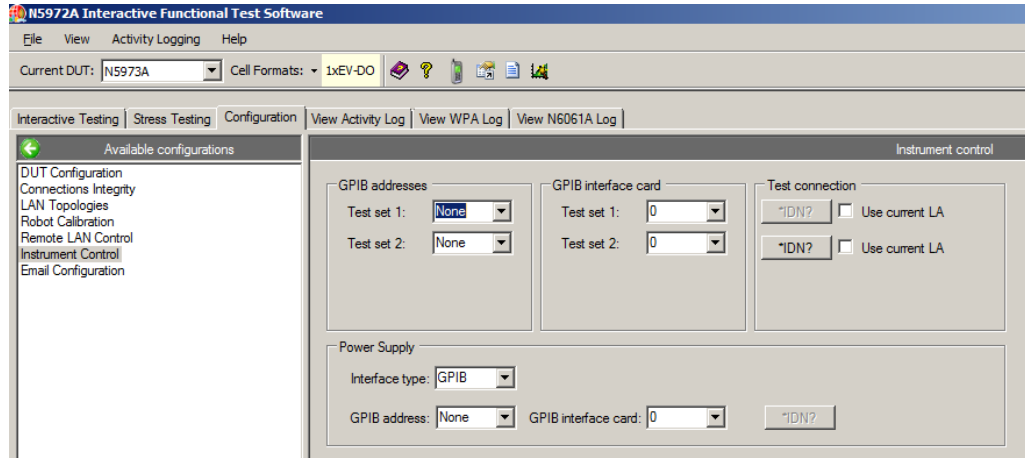 N5972A Interactive Functional Test Software
File View Activity Logging Help
Current DUT: N5973A Cell Formats: 1xEV-DO
Interactive Testing Stress Testing Configuration View Activity Log View WPA Log View N6061A Log
Available configurations
DUT Configuration
Connections Integrity
LAN Topologies
Robot Calibration
Remote LAN Control
Instrument Control
Email Configuration
Instrument control
GPIB addresses
Test set 1: None
Test set 2: None
GPIB interface card
Test set 1: 0
Test set 2: 0
Test connection
*IDN? Use current LA
*IDN? Use current LA
Power Supply
Interface type: GPIB
GPIB address: None GPIB interface card: 0 *IDN?